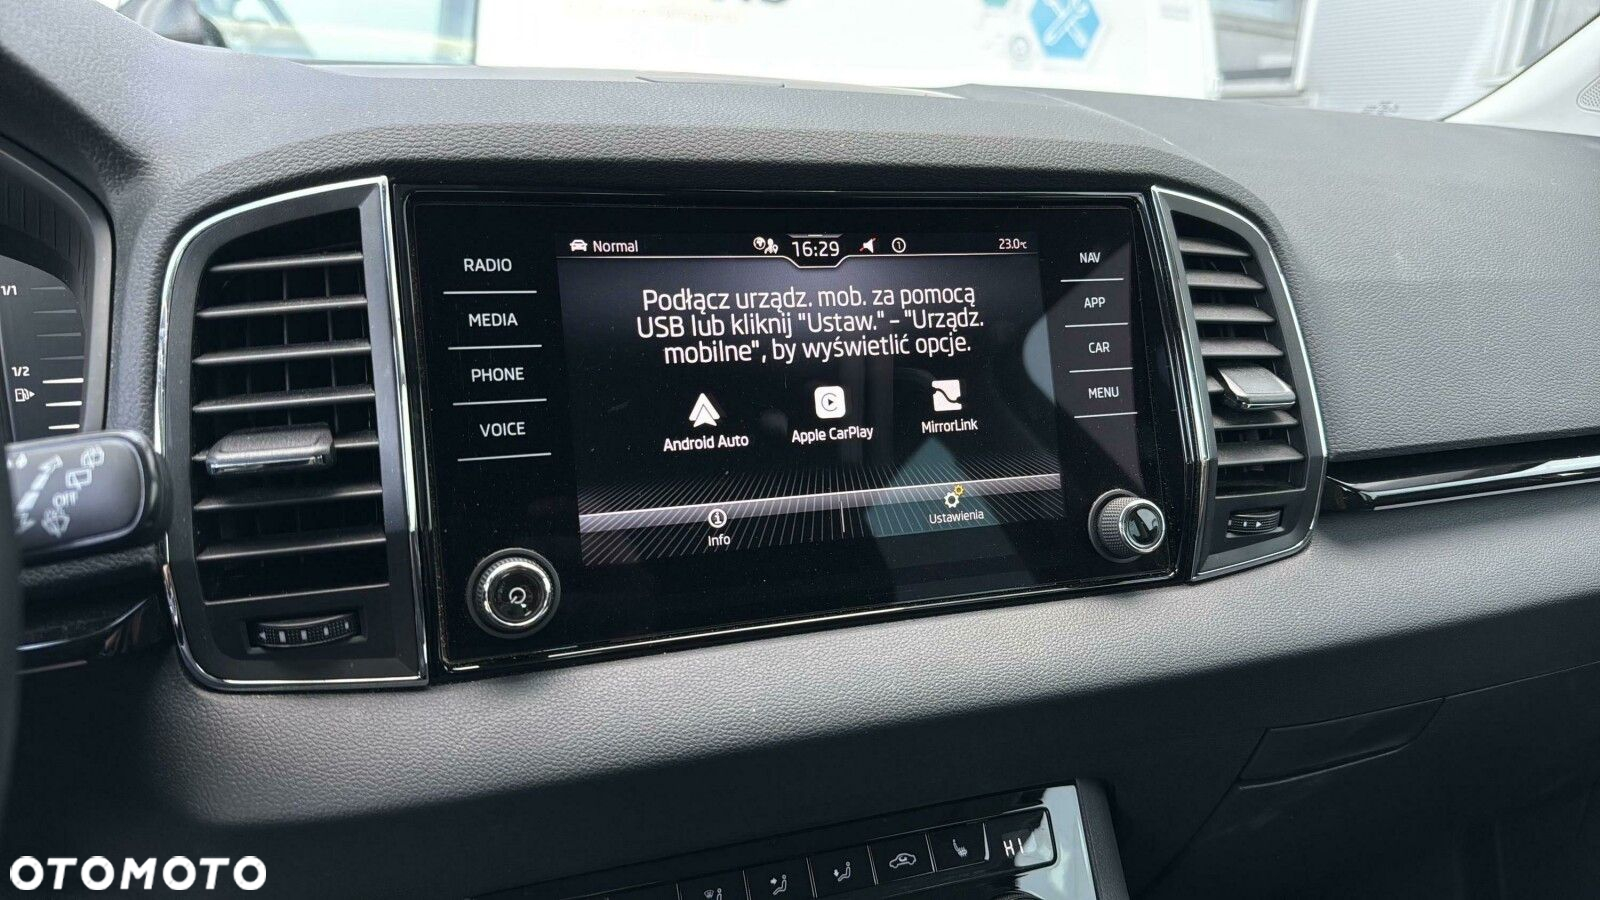 Normal
16:29
23.0°C
RADIO
MEDIA
PHONE
VOICE
Podłącz urządz. mob. za pomocą
USB lub kliknij "Ustaw." - "Urządz.
mobilne", by wyświetlić opcje.
Android Auto
Apple CarPlay
MirrorLink
Info
Ustawienia
NAV
APP
CAR
MENU
1/1
1/2
OFF
HI
OTOMOTO